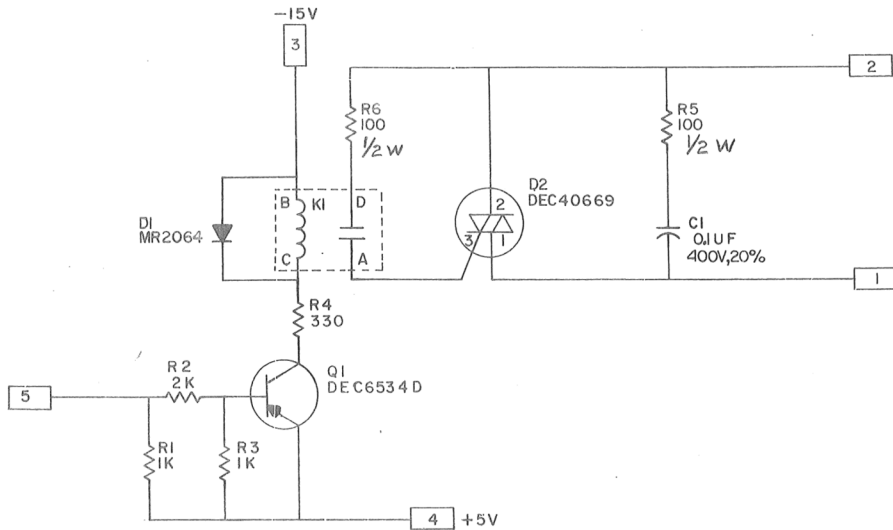 -15V
3
2
R6
100
1/2 W
R5
100
1/2 W
D2
DEC40669
B
K1
D
2
D1
MR2064
3
1
C1
0.1UF
400V,20%
C
A
1
R4
330
R2
2K
Q1
DEC6534D
5
R1
1K
R3
1K
4
+5V